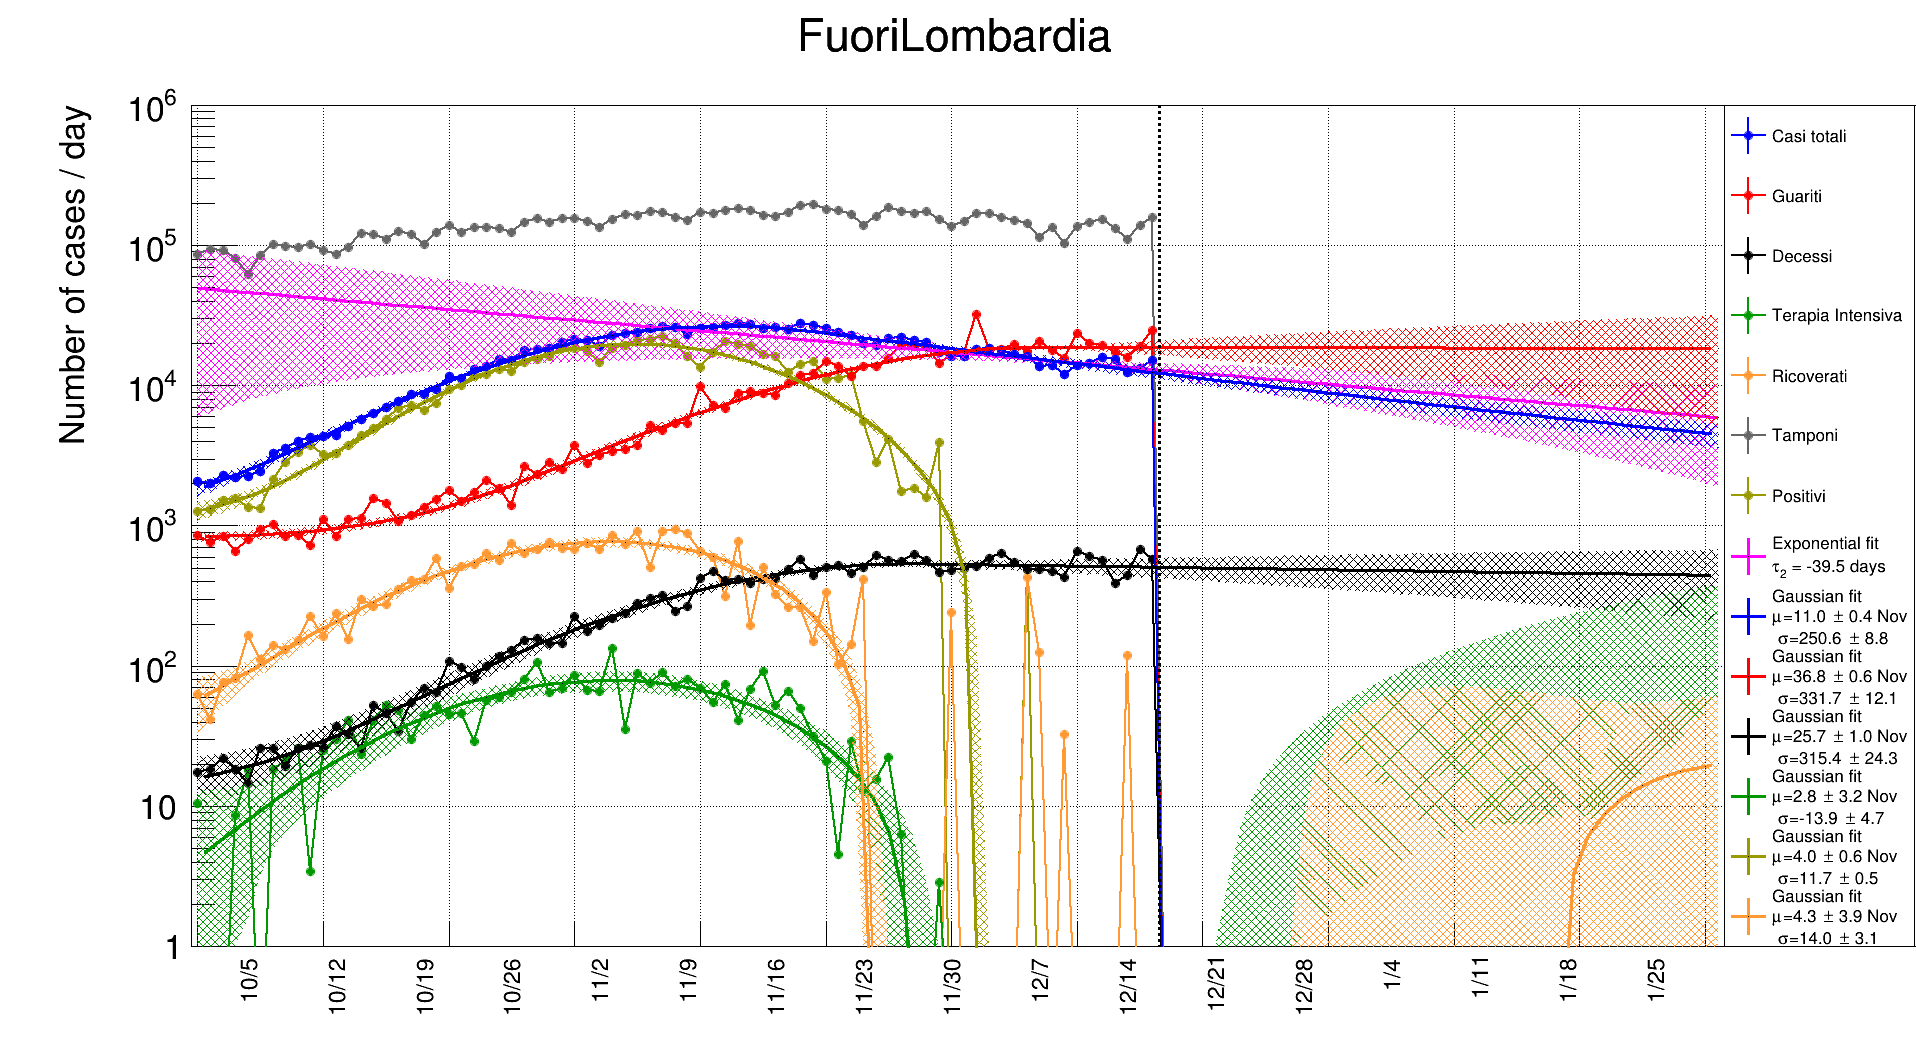 FuoriLombardia
Number of cases / day
10^6
10^5
10^4
10^3
10^2
10
1
10/5 10/12 10/19 10/26 11/2 11/9 11/16 11/23 11/30 12/7 12/14 12/21 12/28 1/4 1/11 1/18 1/25
Casi totali
Guariti
Decessi
Terapia Intensiva
Ricoverati
Tamponi
Positivi
Exponential fit
τ₂ = -39.5 days
Gaussian fit
μ=11.0 ± 0.4 Nov
σ=250.6 ± 8.8
Gaussian fit
μ=36.8 ± 0.6 Nov
σ=331.7 ± 12.1
Gaussian fit
μ=25.7 ± 1.0 Nov
σ=315.4 ± 24.3
Gaussian fit
μ=2.8 ± 3.2 Nov
σ=-13.9 ± 4.7
Gaussian fit
μ=4.0 ± 0.6 Nov
σ=11.7 ± 0.5
Gaussian fit
μ=4.3 ± 3.9 Nov
σ=14.0 ± 3.1